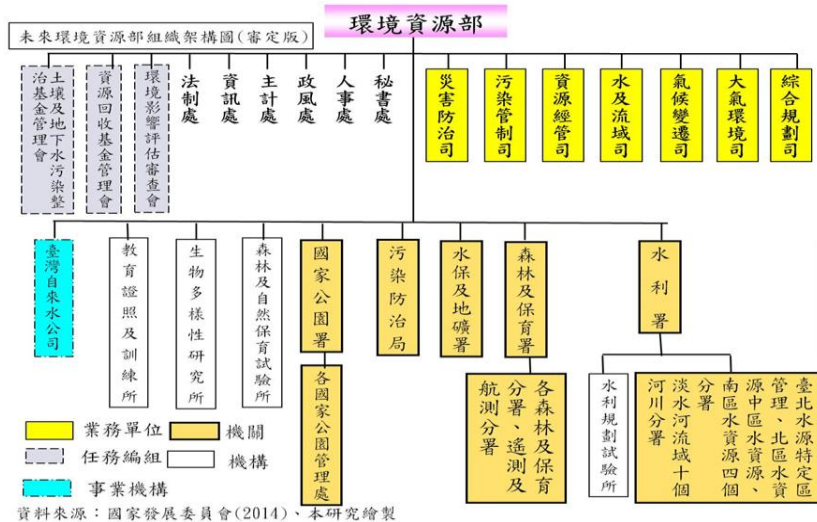 環境資源部
未來環境資源部組織架構圖(審定版)
土壤及地下水污染整治基金管理會
資源回收基金管理會
環境影響評估審查會
法制處
資訊處
主計處
政風處
人事處
秘書處
災害防治司
污染管制司
資源經管司
水及流域司
氣候變遷司
大氣環境司
綜合規劃司
臺灣自來水公司
教育證照及訓練所
生物多樣性研究所
森林及自然保育試驗所
國家公園署
污染防治局
水保及地礦署
森林及保育署
水利署
各國家公園管理處
各森林及保育
分署、遙測及
航測分署
水利規劃試驗所
臺北水源特定區
管理、北區水資
源中區水資源、
南區水資源四個
分署
淡水河流域十個
河川分署
業務單位
機關
任務編組
機構
事業機構
資料來源：國家發展委員會(2014)、本研究繪製